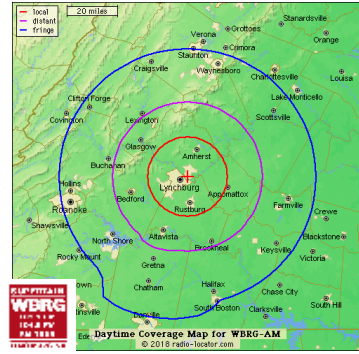 local
distant
fringe
20 miles
Stanardsville
Grottoes
Verona
Crimora
Orange
Staunton
Waynesboro
Craigsville
Charlottesville
Louisa
Lake Monticello
Clifton Forge
Covington
Lexington
Scottsville
Glasgow
Amherst
Buchanan
Hollins
Lynchburg
Bedford
Appomattox
Roanoke
Rustburg
Farmville
Crewe
Shawsville
North Shore
Altavista
Blackstone
Brockneal
Keysville
Victoria
Rocky Mount
Gretna
Chatham
Halifax
Chase City
South Boston
South Hill
Clarksville
Danville
WBRG
Daytime Coverage Map for WBRG-AM
© 2018 radio-locator.com